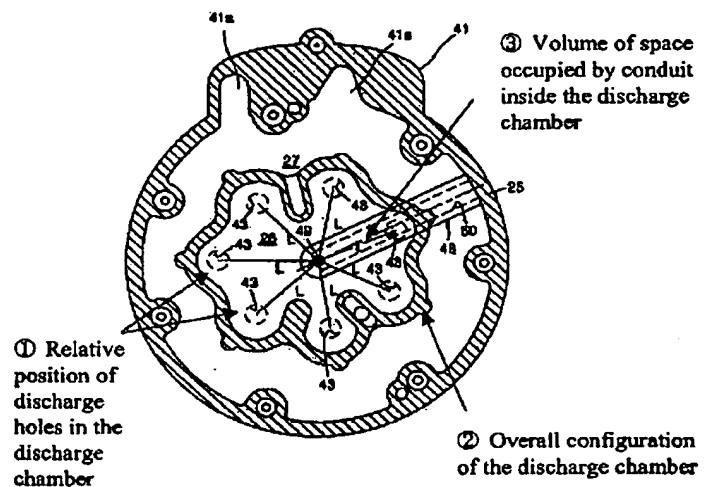 41a
41a
41
③ Volume of space
occupied by conduit
inside the discharge
chamber
27
25
43
43
43
26
49
L
L
L
L
L
L
L
43
48
50
43
43
43
① Relative
position of
discharge
holes in the
discharge
chamber
② Overall configuration
of the discharge chamber